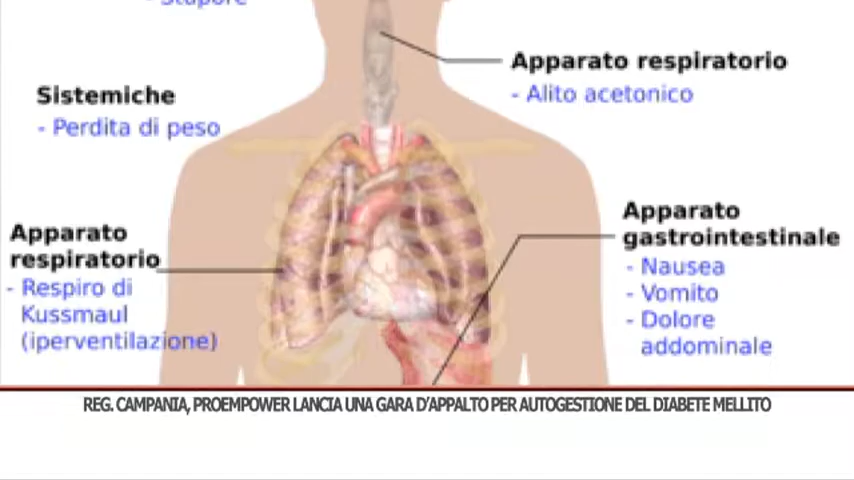 - Stupore
Apparato respiratorio
- Alito acetonico
Sistemiche
- Perdita di peso
Apparato
gastrointestinale
- Nausea
- Vomito
- Dolore
addominale
Apparato
respiratorio
- Respiro di
Kussmaul
(iperventilazione)
REG. CAMPANIA, PROEMPOWER LANCIA UNA GARA D'APPALTO PER AUTOGESTIONE DEL DIABETE MELLITO